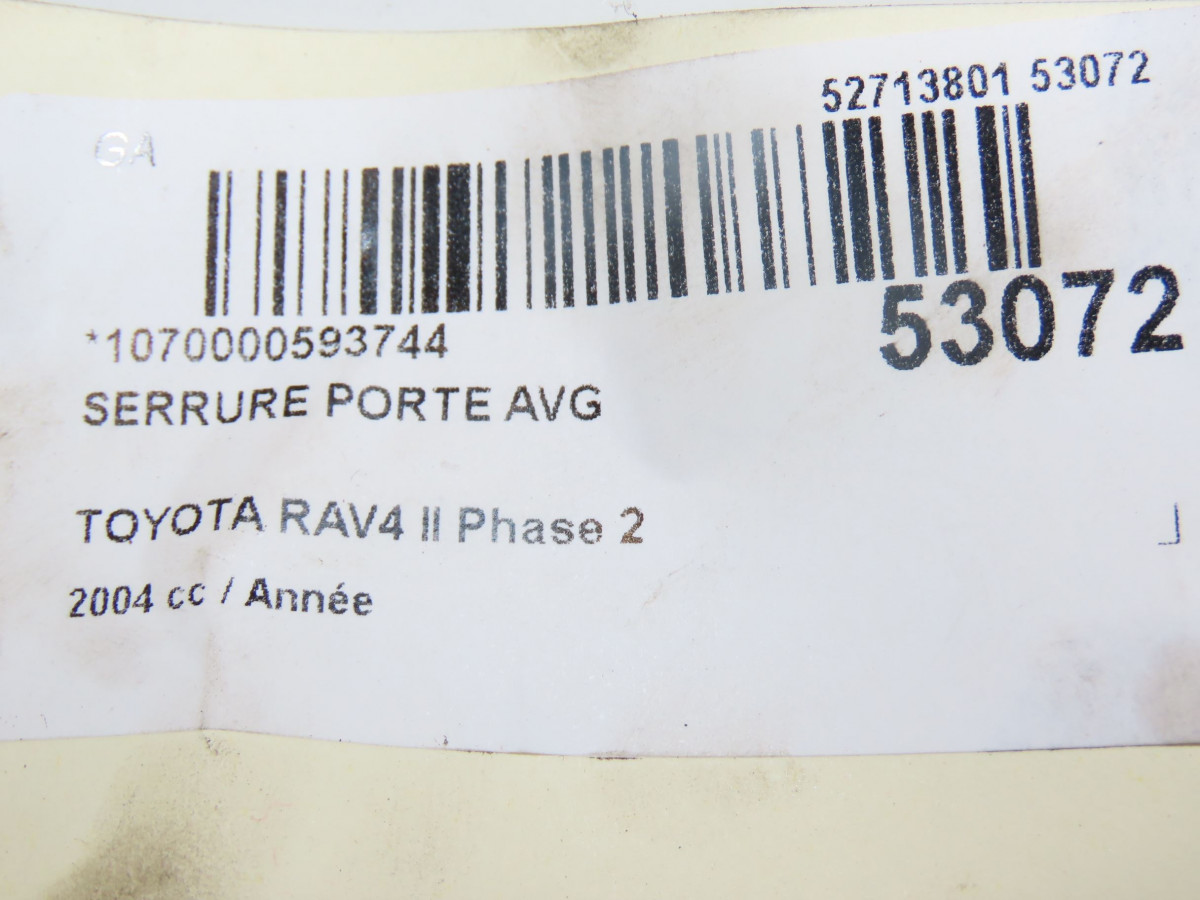 52713801 53072
GA
53072
*1070000593744
SERRURE PORTE AVG
TOYOTA RAV4 II Phase 2
2004 cc / Année